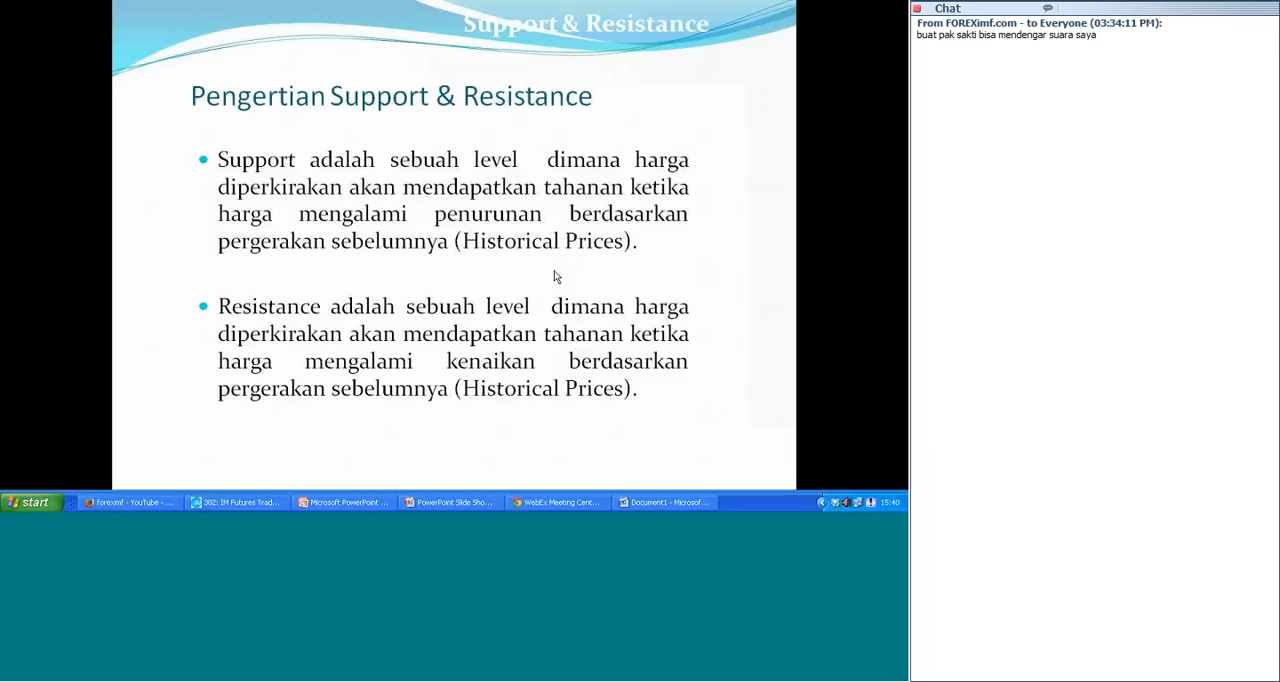 Support & Resistance
Pengertian Support & Resistance
Support adalah sebuah level dimana harga
diperkirakan akan mendapatkan tahanan ketika
harga mengalami penurunan berdasarkan
pergerakan sebelumnya (Historical Prices).
Resistance adalah sebuah level dimana harga
diperkirakan akan mendapatkan tahanan ketika
harga mengalami kenaikan berdasarkan
pergerakan sebelumnya (Historical Prices).
start
foreximf - YouTube - ...
302: IM Futures Trad...
Microsoft PowerPoint ...
PowerPoint Slide Sho...
WebEx Meeting Cent...
Document1 - Microsof...
15:40
Chat
From FOREXimf.com - to Everyone (03:34:11 PM):
buat pak sakti bisa mendengar suara saya